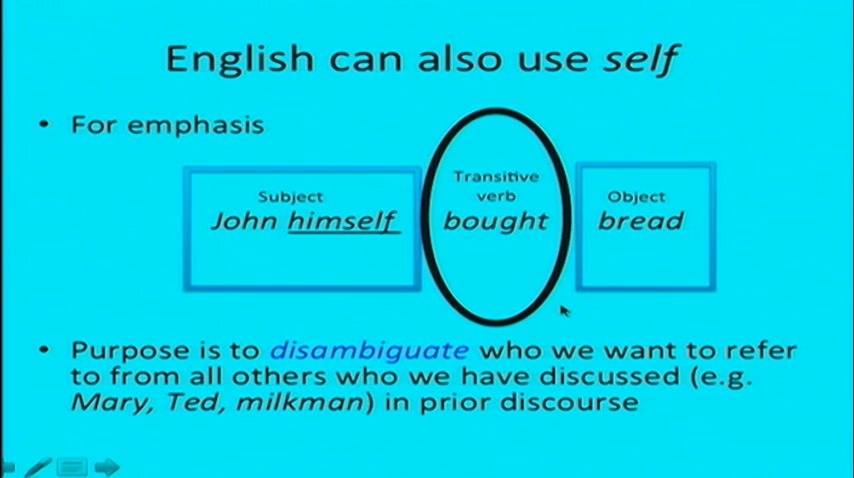 English can also use self
• For emphasis
Subject
John himself
Transitive
verb
bought
Object
bread
• Purpose is to disambiguate who we want to refer
to from all others who we have discussed (e.g.
Mary, Ted, milkman) in prior discourse